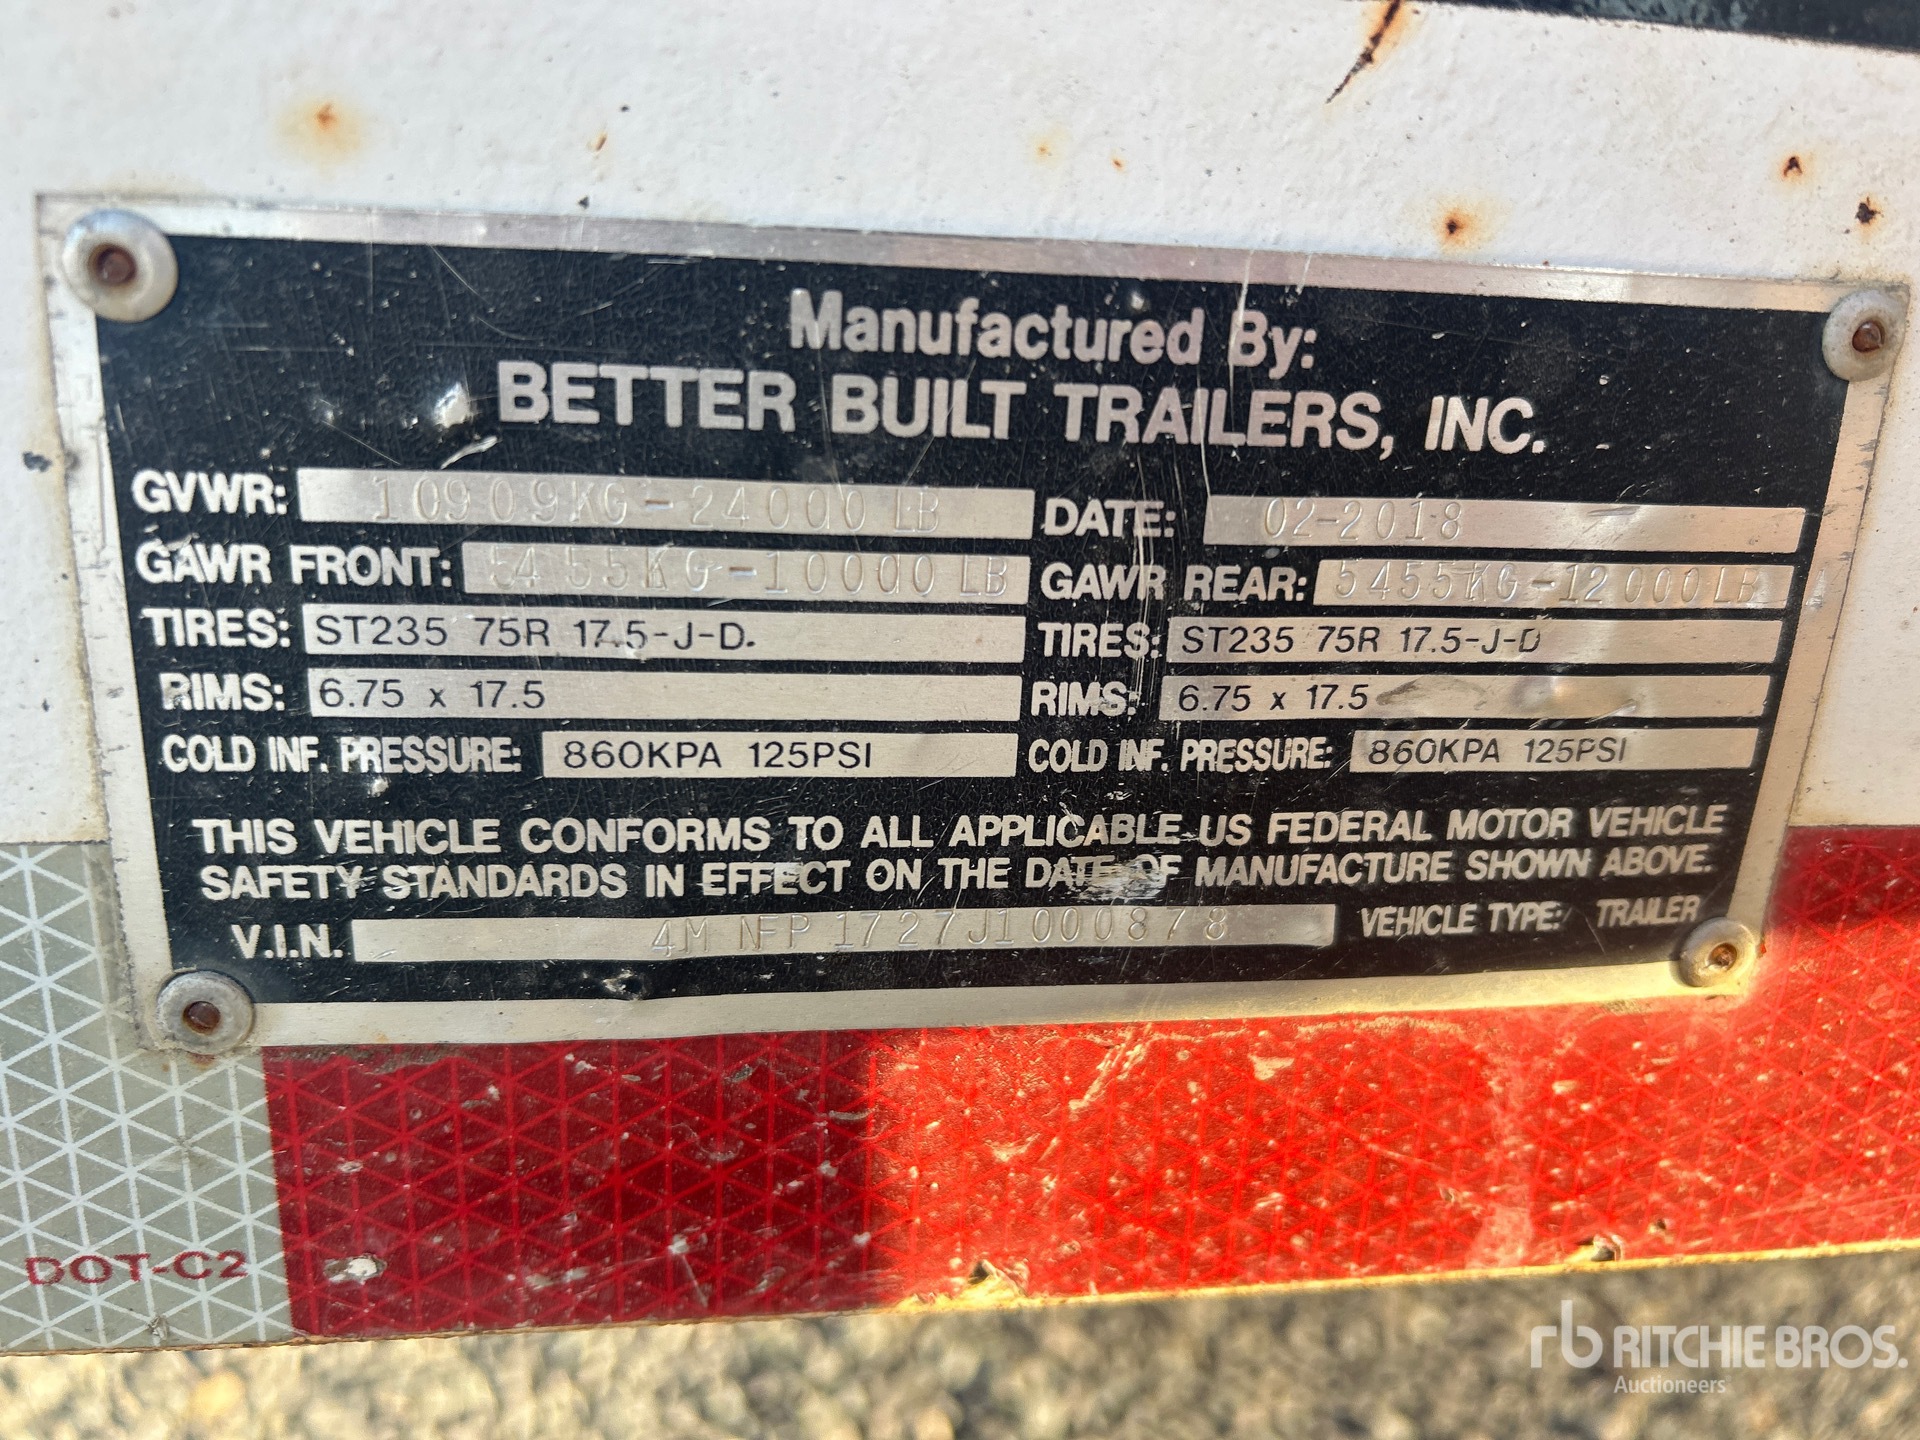 Manufactured By:
BETTER BUILT TRAILERS, INC.
GVWR: 10909KG-24000LB DATE: 02-2018
GAWR FRONT: 5455KG-10000LB GAWR REAR: 5455KG-12000LB
TIRES: ST235 75R 17.5-J-D. TIRES: ST235 75R 17.5-J-D
RIMS: 6.75 x 17.5 RIMS: 6.75 x 17.5
COLD INF. PRESSURE: 860KPA 125PSI COLD INF. PRESSURE: 860KPA 125PSI
THIS VEHICLE CONFORMS TO ALL APPLICABLE US FEDERAL MOTOR VEHICLE
SAFETY STANDARDS IN EFFECT ON THE DATE OF MANUFACTURE SHOWN ABOVE.
V.I.N. 4MNFP1727J1000878 VEHICLE TYPE: TRAILER
DOT-C2
rb RITCHIE BROS.
Auctioneers